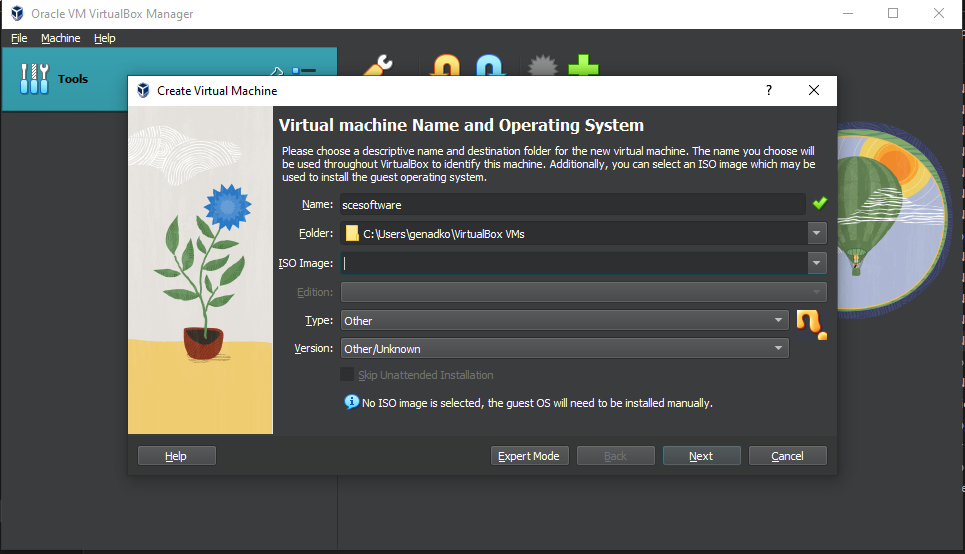 Oracle VM VirtualBox Manager
File Machine Help
Tools
Create Virtual Machine
?
Virtual machine Name and Operating System
Please choose a descriptive name and destination folder for the new virtual machine. The name you choose will
be used throughout VirtualBox to identify this machine. Additionally, you can select an ISO image which may be
used to install the guest operating system.
Name: scesoftware
Folder: C:\Users\genadko\VirtualBox VMs
ISO Image:
Edition:
Type: Other
Version: Other/Unknown
Skip Unattended Installation
No ISO image is selected, the guest OS will need to be installed manually.
Help Expert Mode Back Next Cancel